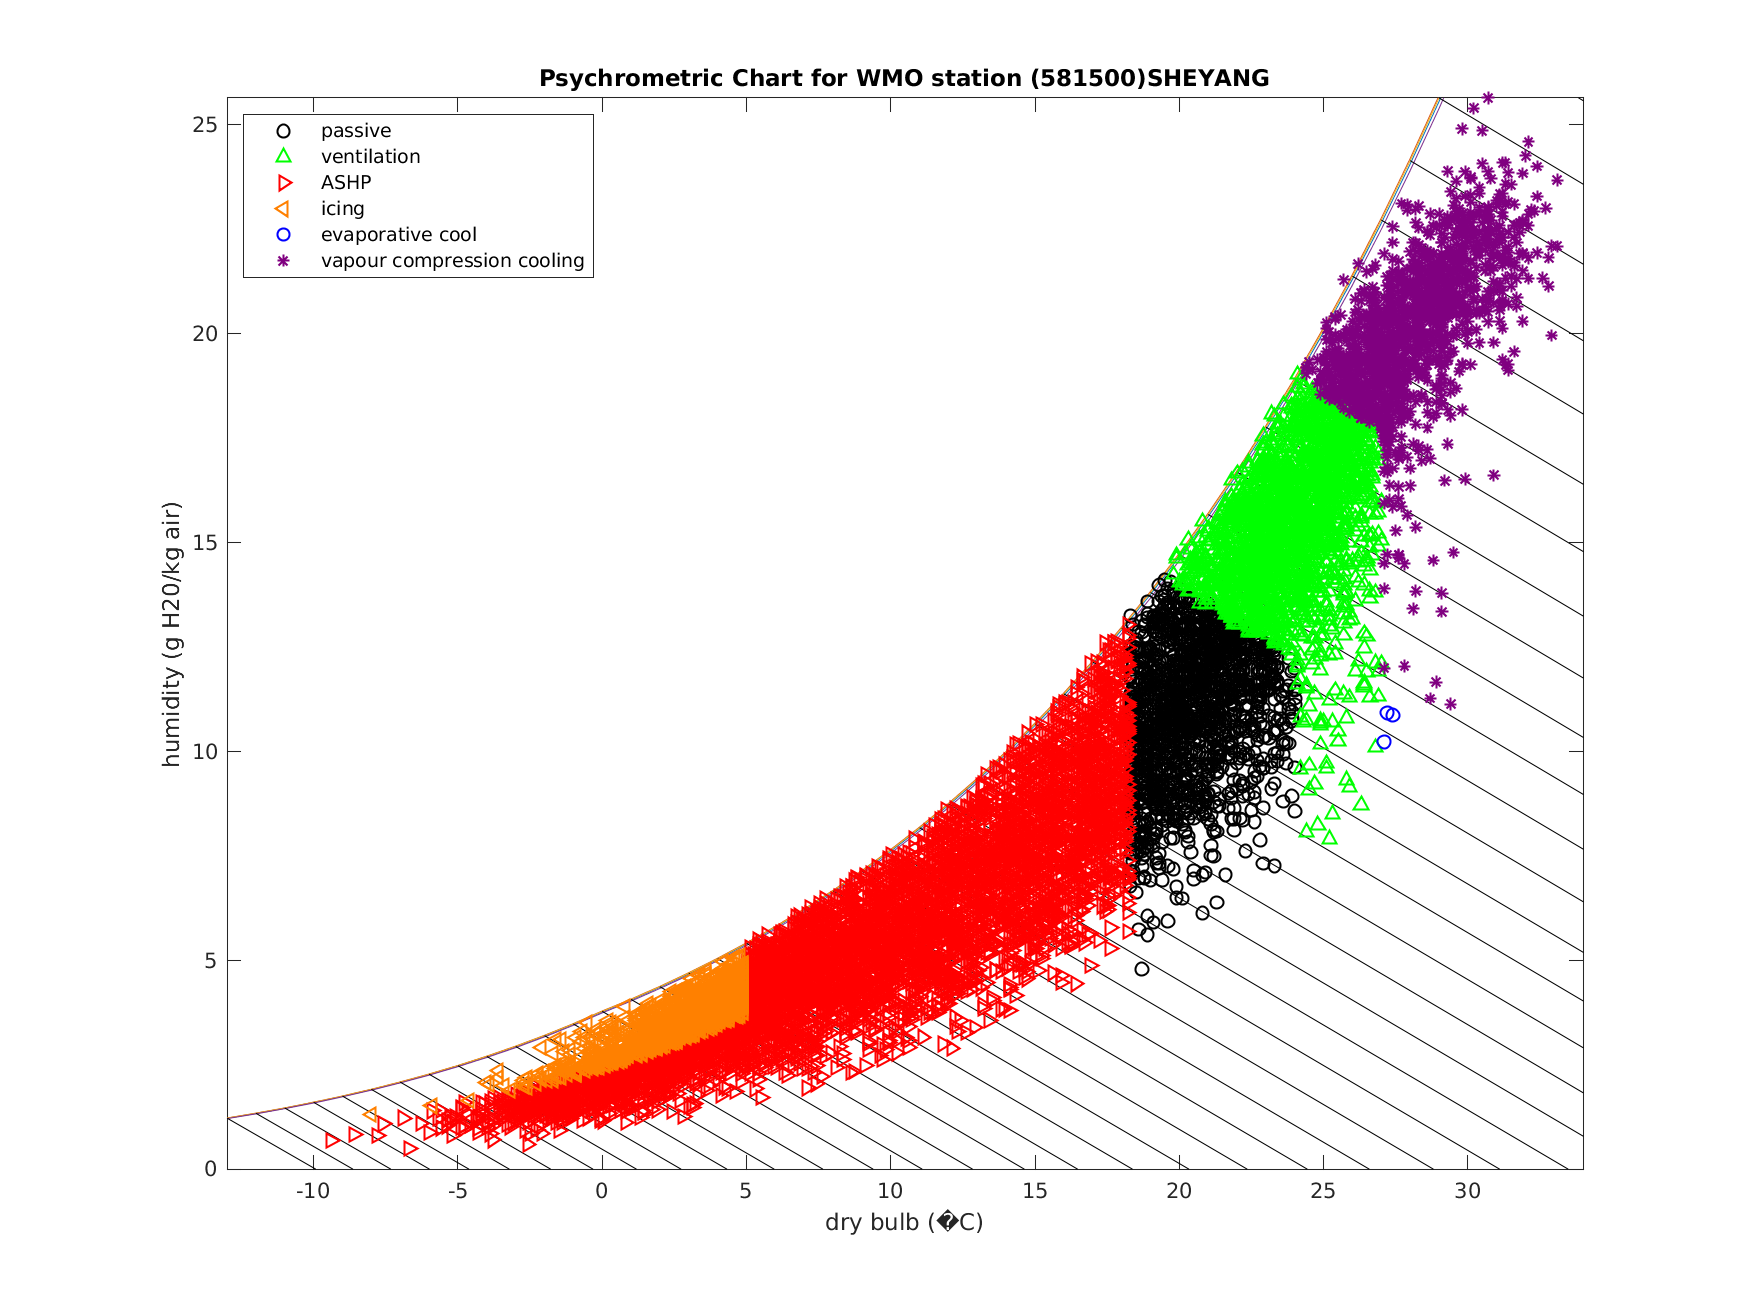 Psychrometric Chart for WMO station (581500)SHEYANG
passive
ventilation
ASHP
icing
evaporative cool
vapour compression cooling
humidity (g H20/kg air)
25
20
15
10
5
0
-10 -5 0 5 10 15 20 25 30
dry bulb (�C)